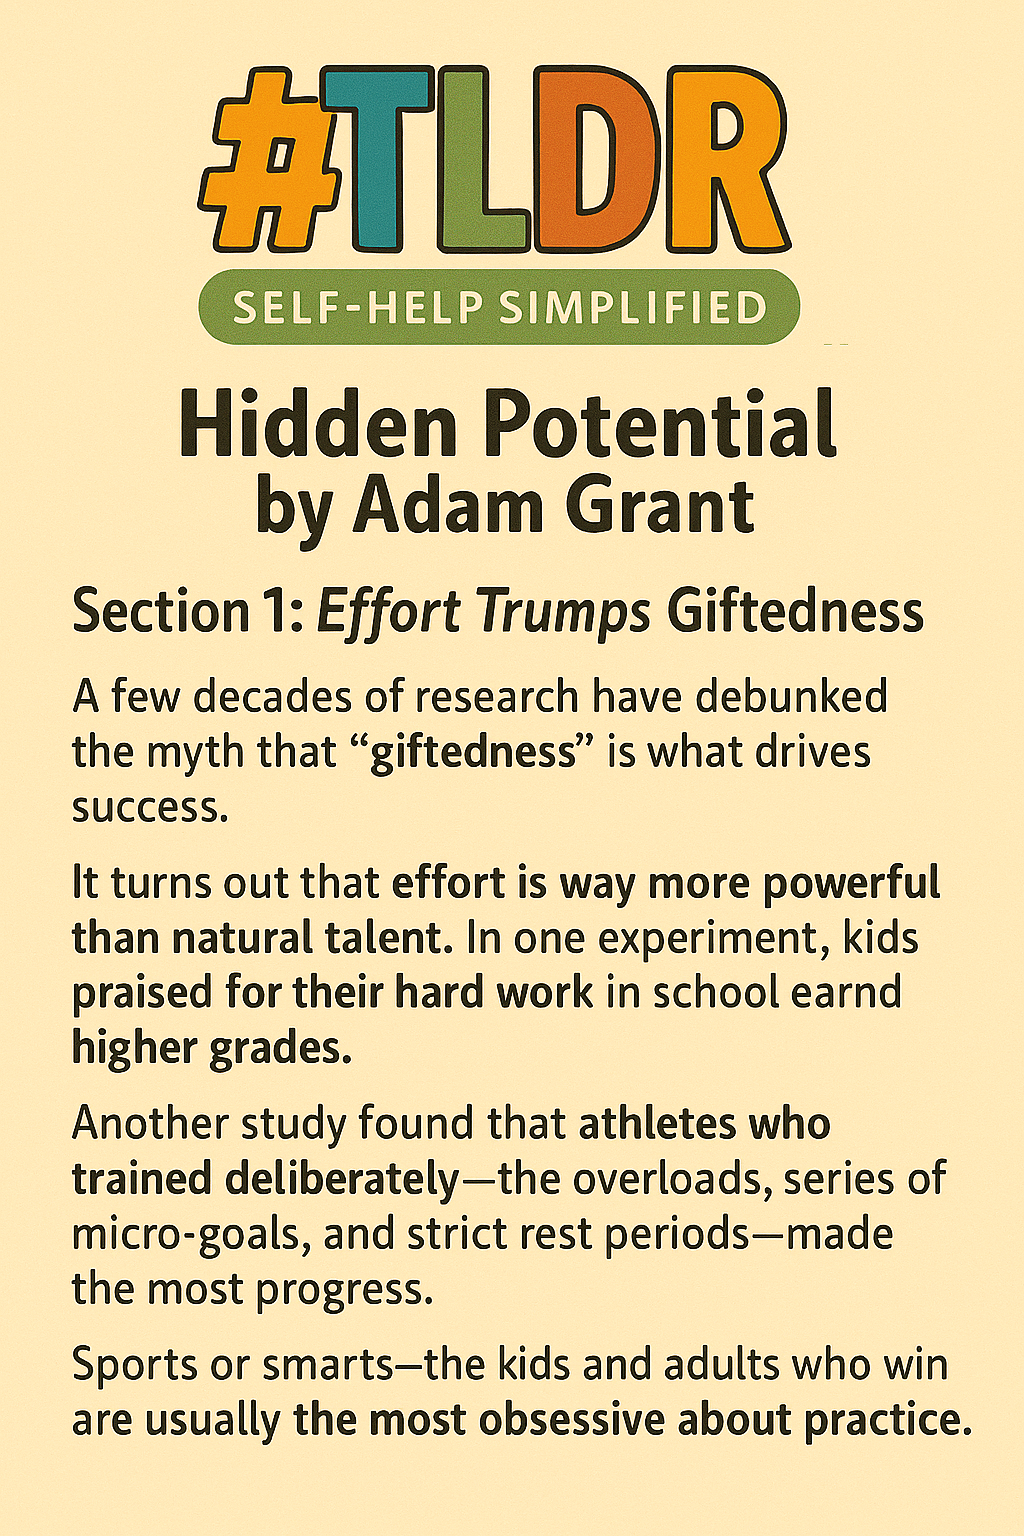 #TLDR
SELF-HELP SIMPLIFIED
Hidden Potential
by Adam Grant
Section 1: Effort Trumps Giftedness
A few decades of research have debunked
the myth that “giftedness” is what drives
success.
It turns out that effort is way more powerful
than natural talent. In one experiment, kids
praised for their hard work in school earnd
higher grades.
Another study found that athletes who
trained deliberately—the overloads, series of
micro-goals, and strict rest periods—made
the most progress.
Sports or smarts—the kids and adults who win
are usually the most obsessive about practice.